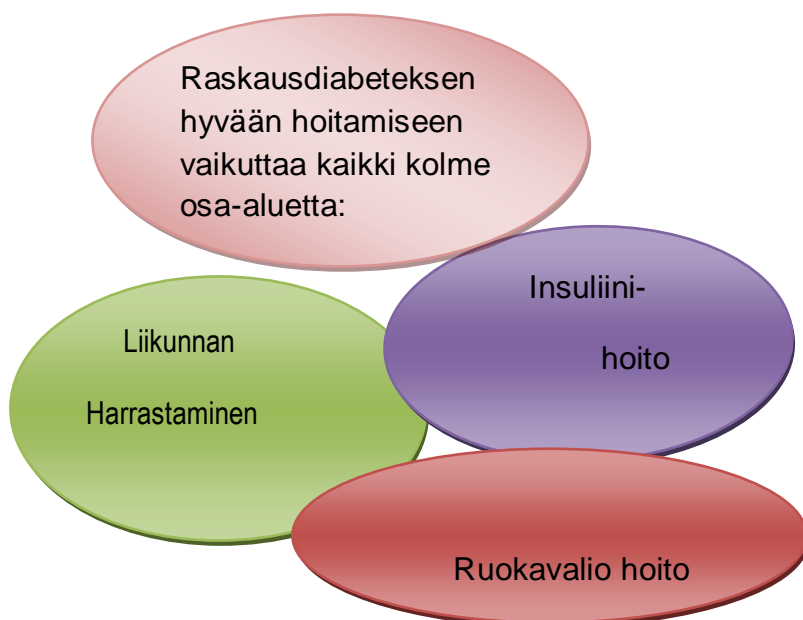 Raskausdiabeteksen
hyvään hoitamiseen
vaikuttaa kaikki kolme
osa-aluetta:
Insuliini-
hoito
Liikunnan
Harrastaminen
Ruokavalio hoito